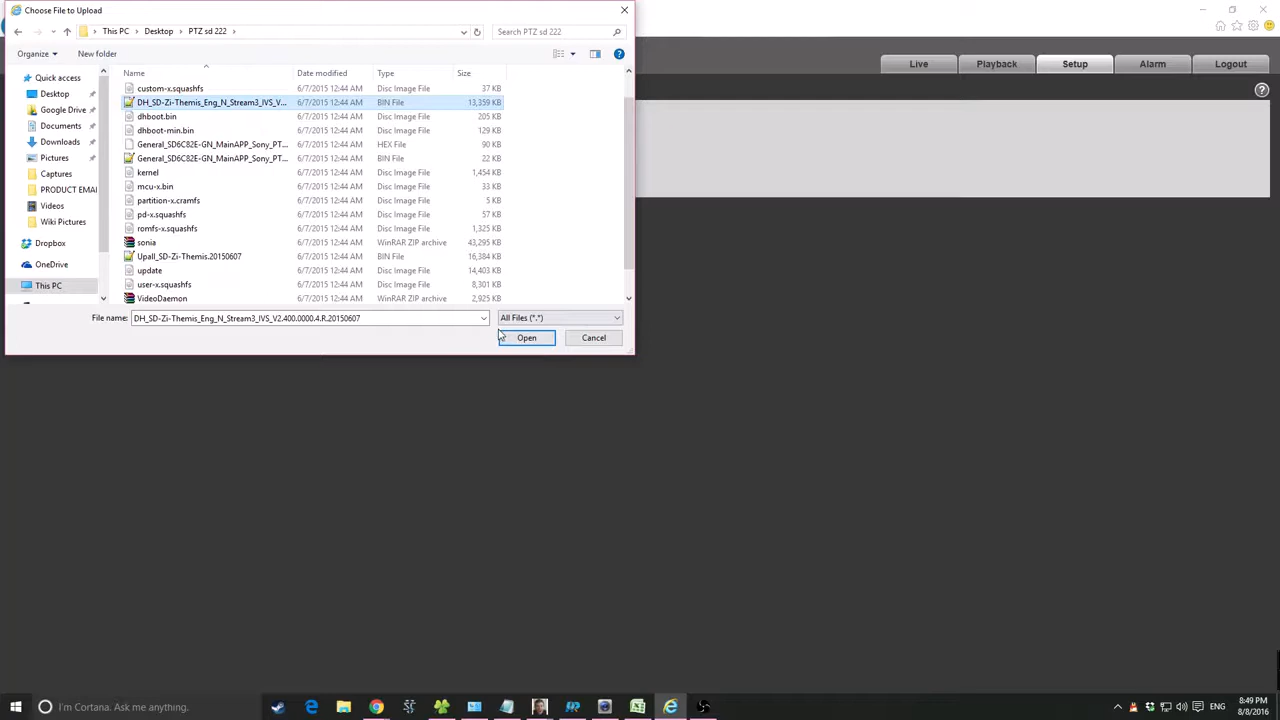 Choose File to Upload
This PC > Desktop > PTZ sd 222 >
Search PTZ sd 222
Organize
New folder
Live
Playback
Setup
Alarm
Logout
Name
Date modified
Type
Size
Quick access
Desktop
Google Drive
Documents
Downloads
Pictures
Captures
PRODUCT EMAI
Videos
Wiki Pictures
Dropbox
OneDrive
This PC
custom-x.squashfs 6/7/2015 12:44 AM Disc Image File 37 KB
DH_SD-Zi-Themis_Eng_N_Stream3_IVS_V... 6/7/2015 12:44 AM BIN File 13,359 KB
dhboot.bin 6/7/2015 12:44 AM Disc Image File 205 KB
dhboot-min.bin 6/7/2015 12:44 AM Disc Image File 129 KB
General_SD6C82E-GN_MainAPP_Sony_PT... 6/7/2015 12:44 AM HEX File 90 KB
General_SD6C82E-GN_MainAPP_Sony_PT... 6/7/2015 12:44 AM BIN File 22 KB
kernel 6/7/2015 12:44 AM Disc Image File 1,454 KB
mcu-x.bin 6/7/2015 12:44 AM Disc Image File 33 KB
partition-x.cramfs 6/7/2015 12:44 AM Disc Image File 5 KB
pd-x.squashfs 6/7/2015 12:44 AM Disc Image File 57 KB
romfs-x.squashfs 6/7/2015 12:44 AM Disc Image File 1,325 KB
sonia 6/7/2015 12:44 AM WinRAR ZIP archive 43,295 KB
Upall_SD-Zi-Themis.20150607 6/7/2015 12:44 AM BIN File 16,384 KB
update 6/7/2015 12:44 AM Disc Image File 14,403 KB
user-x.squashfs 6/7/2015 12:44 AM Disc Image File 8,301 KB
VideoDaemon 6/7/2015 12:44 AM WinRAR ZIP archive 2,925 KB
File name: DH_SD-Zi-Themis_Eng_N_Stream3_IVS_V2.400.0000.4.R.20150607
All Files (*.*)
Open
Cancel
I'm Cortana. Ask me anything.
ENG
8:49 PM
8/8/2016